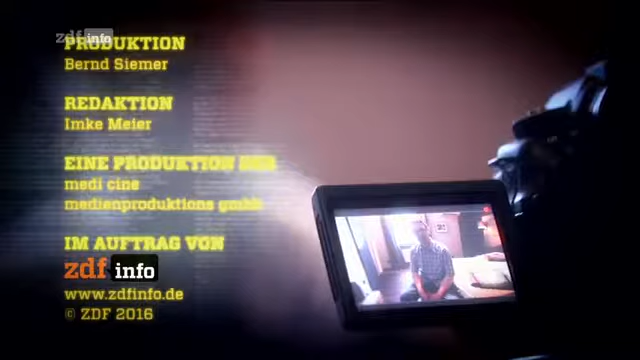 zdf info
PRODUKTION
Bernd Siemer
REDAKTION
Imke Meier
EINE PRODUKTION DER
medi cine
medienproduktions gmbh
IM AUFTRAG VON
zdf info
www.zdfinfo.de
© ZDF 2016